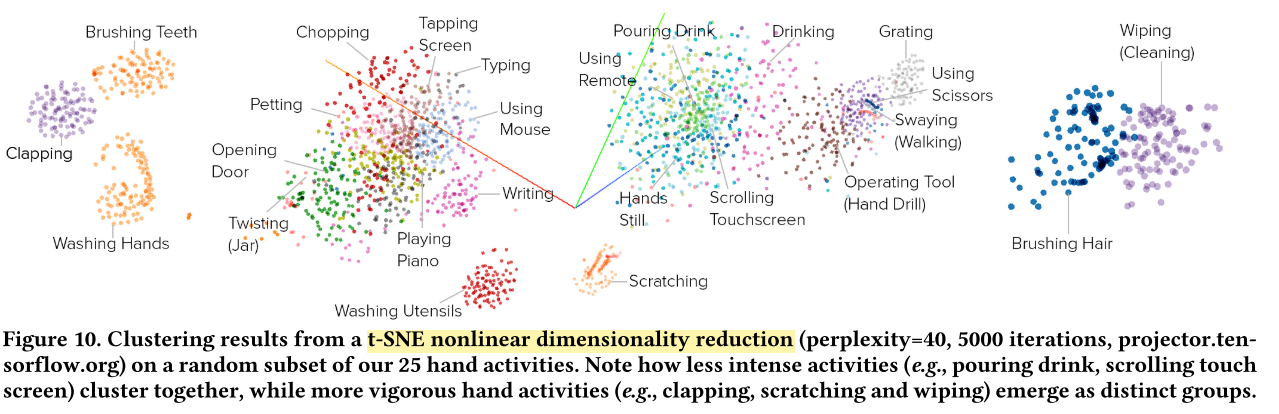 Brushing Teeth
Clapping
Washing Hands
Chopping
Tapping
Screen
Typing
Petting
Using
Mouse
Opening
Door
Writing
Twisting
(Jar)
Playing
Piano
Washing Utensils
Pouring Drink
Drinking
Using
Remote
Grating
Using
Scissors
Swaying
(Walking)
Operating Tool
(Hand Drill)
Hands
Still
Scrolling
Touchscreen
Scratching
Wiping
(Cleaning)
Brushing Hair
Figure 10. Clustering results from a t-SNE nonlinear dimensionality reduction (perplexity=40, 5000 iterations, projector.ten-
sorflow.org) on a random subset of our 25 hand activities. Note how less intense activities (e.g., pouring drink, scrolling touch
screen) cluster together, while more vigorous hand activities (e.g., clapping, scratching and wiping) emerge as distinct groups.